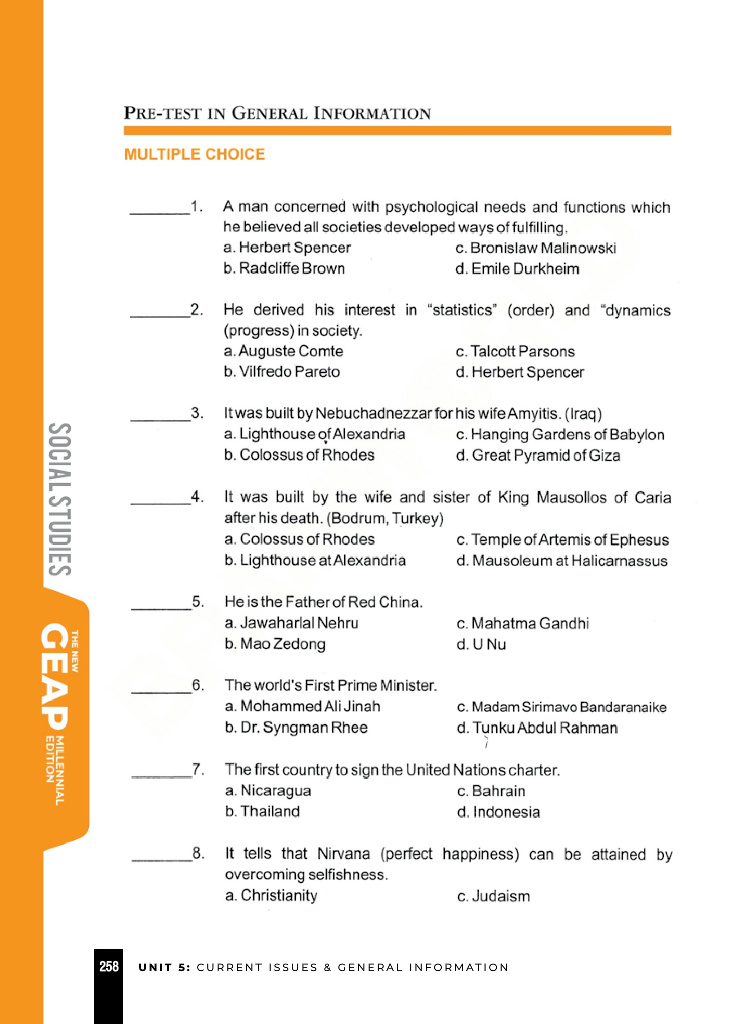 PRE-TEST IN GENERAL INFORMATION
MULTIPLE CHOICE
_______1. A man concerned with psychological needs and functions which
he believed all societies developed ways of fulfilling.
a. Herbert Spencer c. Bronislaw Malinowski
b. Radcliffe Brown d. Emile Durkheim
_______2. He derived his interest in “statistics” (order) and “dynamics
(progress) in society.
a. Auguste Comte c. Talcott Parsons
b. Vilfredo Pareto d. Herbert Spencer
_______3. It was built by Nebuchadnezzar for his wife Amyitis. (Iraq)
a. Lighthouse of Alexandria c. Hanging Gardens of Babylon
b. Colossus of Rhodes d. Great Pyramid of Giza
_______4. It was built by the wife and sister of King Mausollos of Caria
after his death. (Bodrum, Turkey)
a. Colossus of Rhodes c. Temple of Artemis of Ephesus
b. Lighthouse at Alexandria d. Mausoleum at Halicarnassus
_______5. He is the Father of Red China.
a. Jawaharlal Nehru c. Mahatma Gandhi
b. Mao Zedong d. U Nu
_______6. The world's First Prime Minister.
a. Mohammed Ali Jinah c. Madam Sirimavo Bandaranaike
b. Dr. Syngman Rhee d. Tunku Abdul Rahman
_______7. The first country to sign the United Nations charter.
a. Nicaragua c. Bahrain
b. Thailand d. Indonesia
_______8. It tells that Nirvana (perfect happiness) can be attained by
overcoming selfishness.
a. Christianity c. Judaism
SOCIAL STUDIES
THE NEW
GEAP
MILLENNIAL
EDITION
258 UNIT 5: CURRENT ISSUES & GENERAL INFORMATION